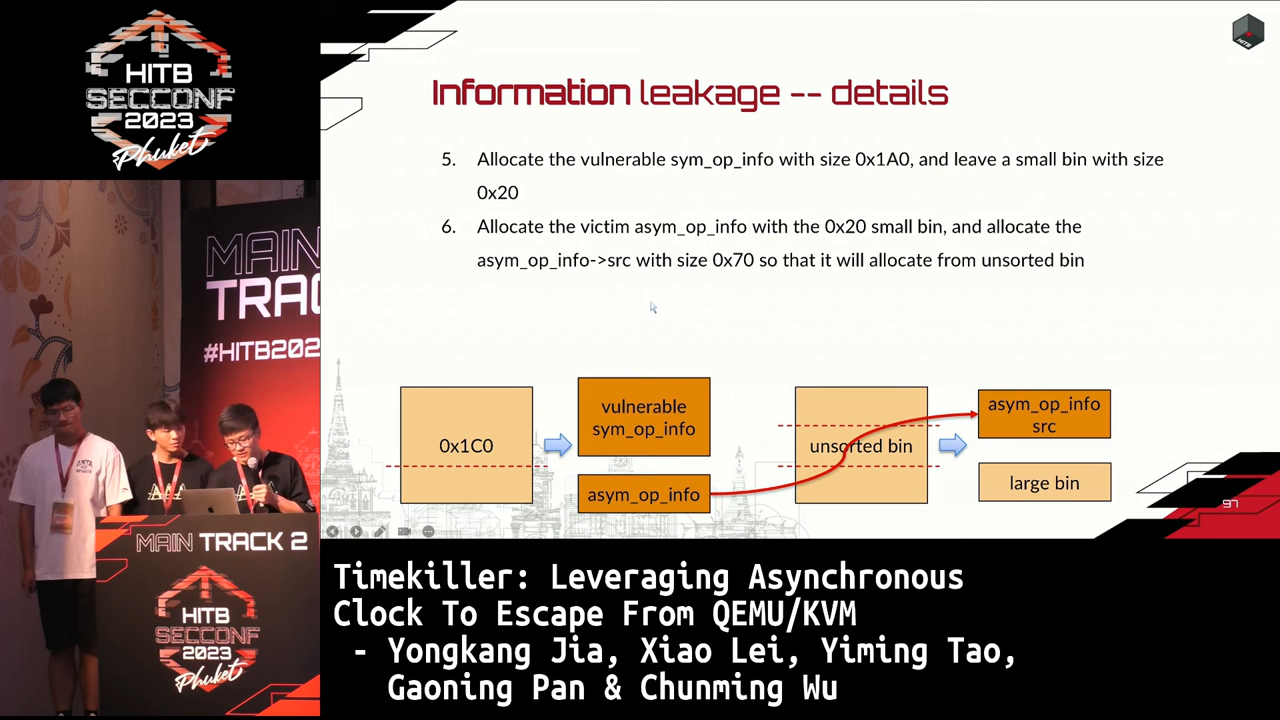 HITB
SECCONF
2023
Phuket
Information leakage -- details
5. Allocate the vulnerable sym_op_info with size 0x1A0, and leave a small bin with size
0x20
6. Allocate the victim asym_op_info with the 0x20 small bin, and allocate the
asym_op_info->src with size 0x70 so that it will allocate from unsorted bin
0x1C0
vulnerable
sym_op_info
asym_op_info
unsorted bin
asym_op_info
src
large bin
97
MAIN
TRAC
#HITB202
MAIN TRACK 2
HITB
SECCONF
2023
Phuket
Timekiller: Leveraging Asynchronous
Clock To Escape From QEMU/KVM
- Yongkang Jia, Xiao Lei, Yiming Tao,
Gaoning Pan & Chunming Wu